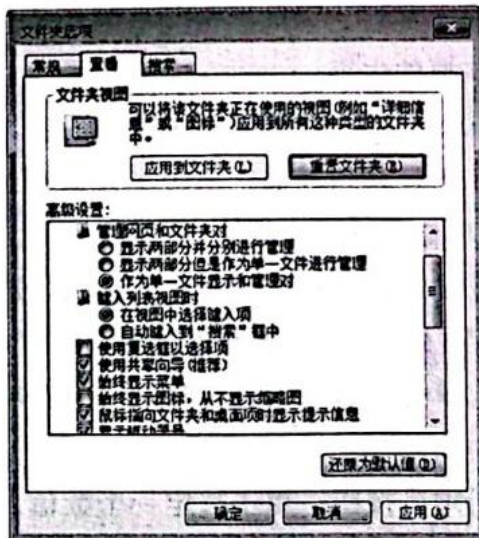 文件夹选项
常规 查看 搜索
文件夹视图
可以将该文件夹正在使用的视图(例如“详细信
息”或“图标”)应用到所有这种类型的文件夹
中。
应用到文件夹(L) 重置文件夹(R)
高级设置:
管理网页和文件夹对
显示两部分并分别进行管理
显示两部分但是作为单一文件进行管理
作为单一文件显示和管理对
键入列表视图时
在视图中选择键入项
自动键入到“搜索”框中
使用复选框以选择项
使用共享向导(推荐)
始终显示菜单
始终显示图标，从不显示缩略图
鼠标指向文件夹和桌面项时显示提示信息
显示驱动器号
还原为默认值(D)
确定 取消 应用(A)